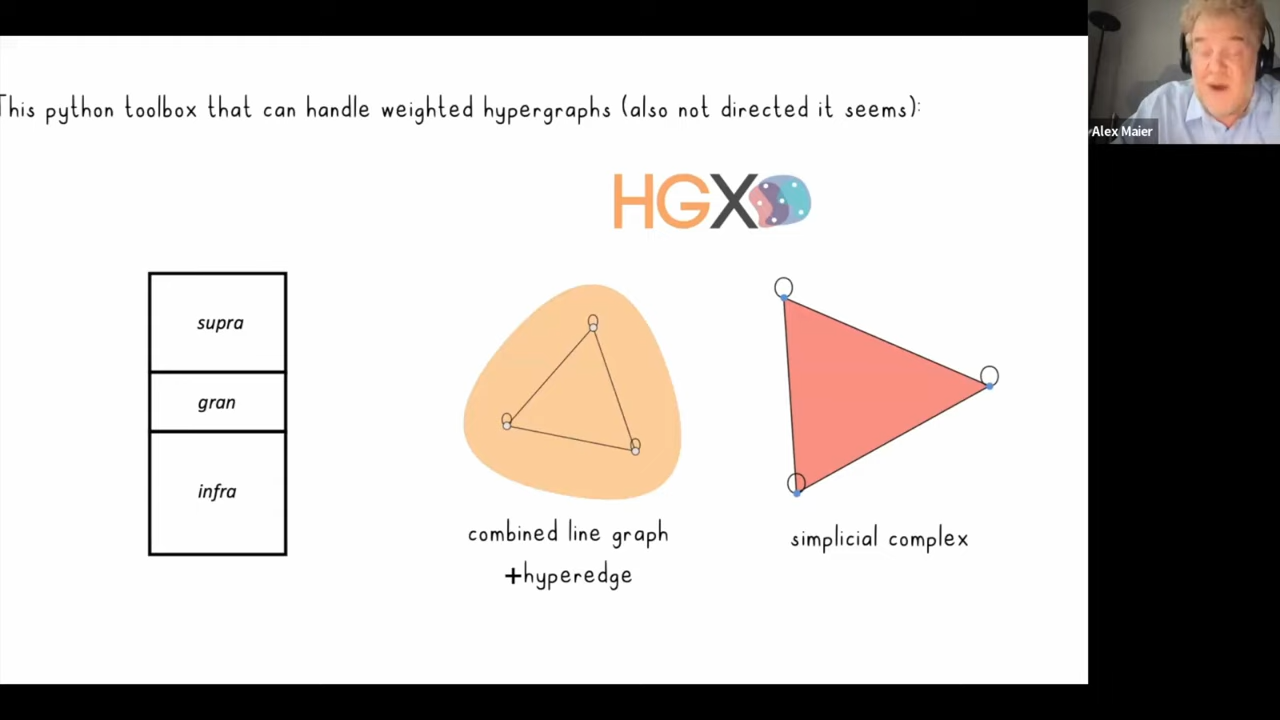 This python toolbox that can handle weighted hypergraphs (also not directed it seems):
Alex Maier
HGX
supra
gran
infra
combined line graph
+hyperedge
simplicial complex